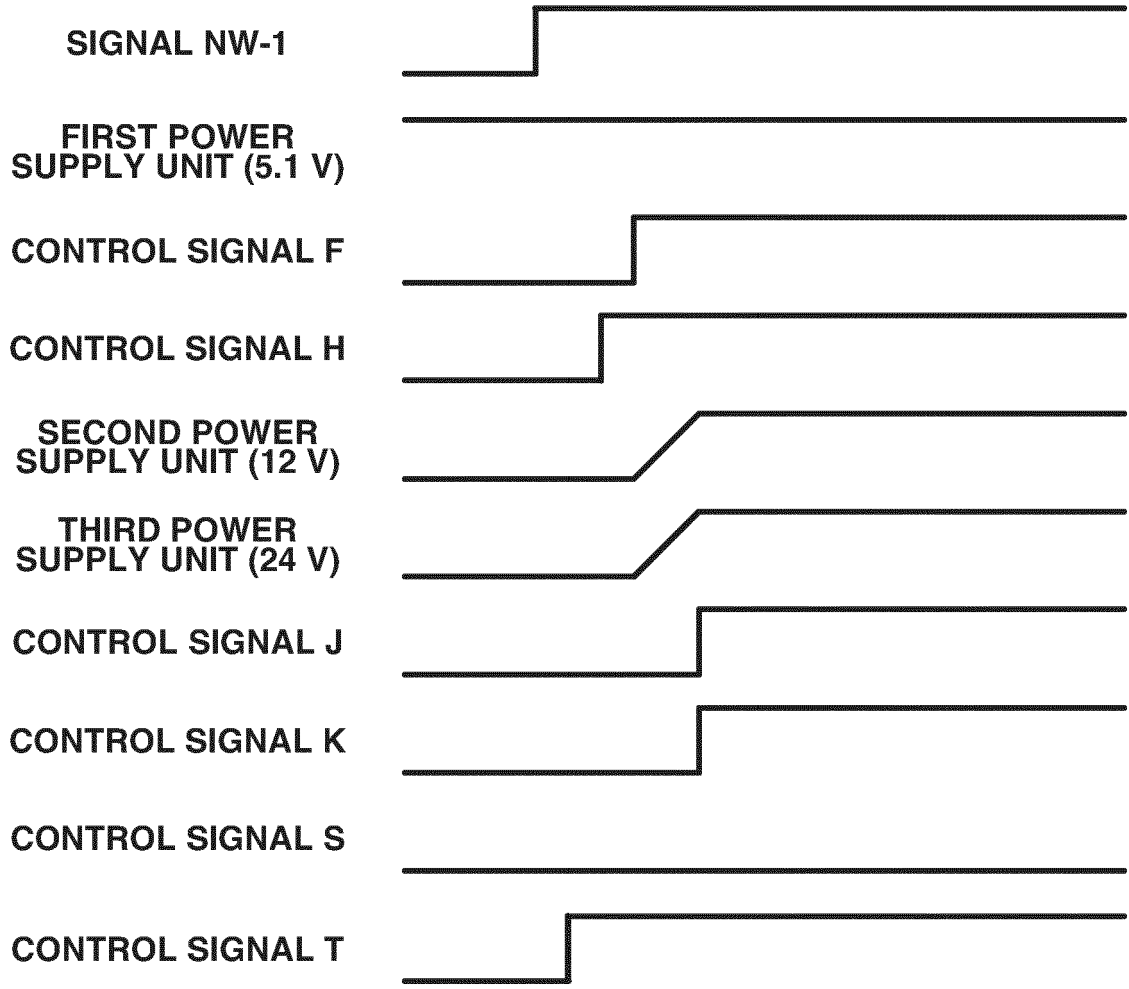 SIGNAL NW-1
FIRST POWER
SUPPLY UNIT (5.1 V)
CONTROL SIGNAL F
CONTROL SIGNAL H
SECOND POWER
SUPPLY UNIT (12 V)
THIRD POWER
SUPPLY UNIT (24 V)
CONTROL SIGNAL J
CONTROL SIGNAL K
CONTROL SIGNAL S
CONTROL SIGNAL T